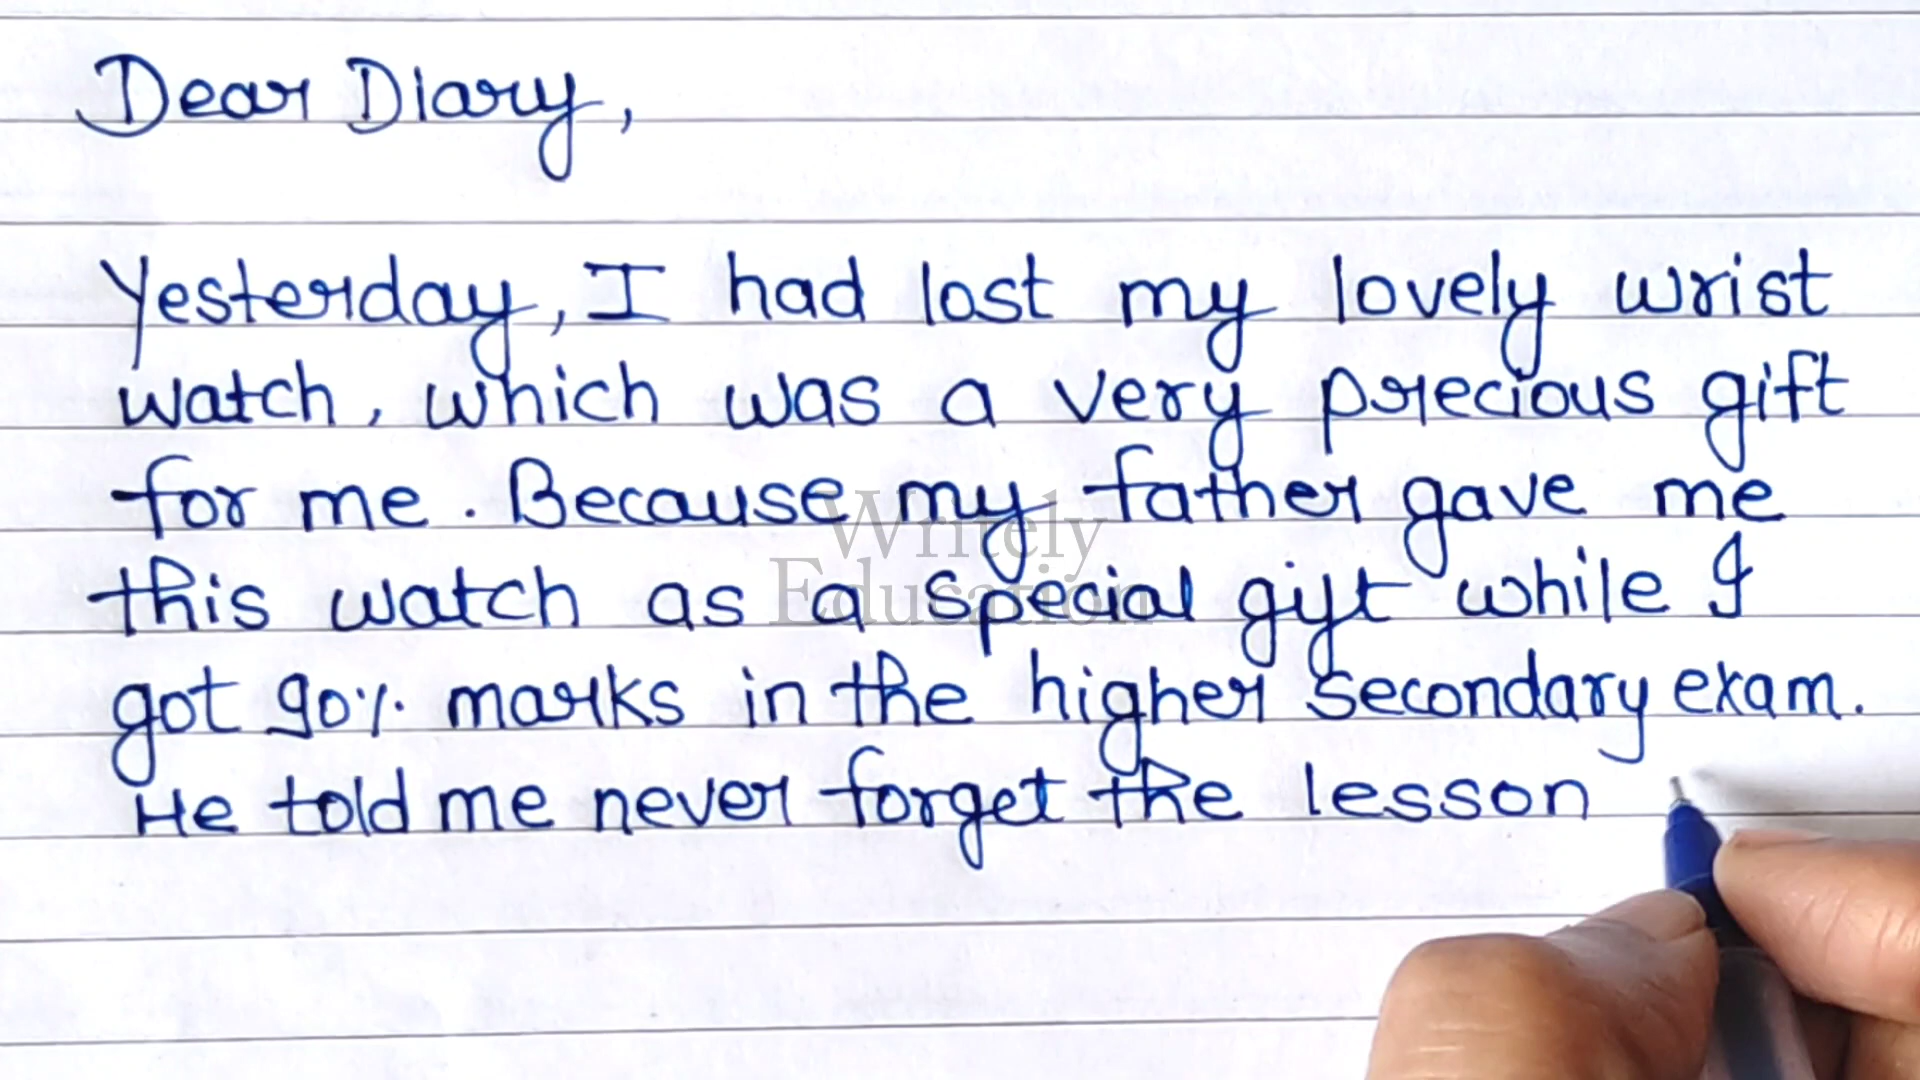 Dear Diary,
Yesterday, I had lost my lovely wrist
watch, which was a very precious gift
for me. Because my father gave me
this watch as a special gift while I
got 90% marks in the higher secondary exam.
He told me never forget the lesson
Writely
Education